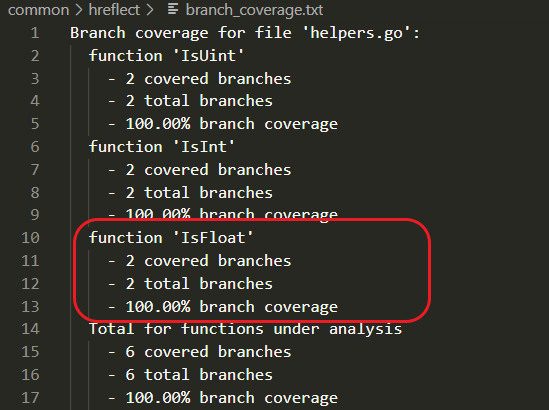 common > hreflect > branch_coverage.txt
1 Branch coverage for file 'helpers.go':
2 function 'IsUint'
3 - 2 covered branches
4 - 2 total branches
5 - 100.00% branch coverage
6 function 'IsInt'
7 - 2 covered branches
8 - 2 total branches
9 - 100.00% branch coverage
10 function 'IsFloat'
11 - 2 covered branches
12 - 2 total branches
13 - 100.00% branch coverage
14 Total for functions under analysis
15 - 6 covered branches
16 - 6 total branches
17 - 100.00% branch coverage